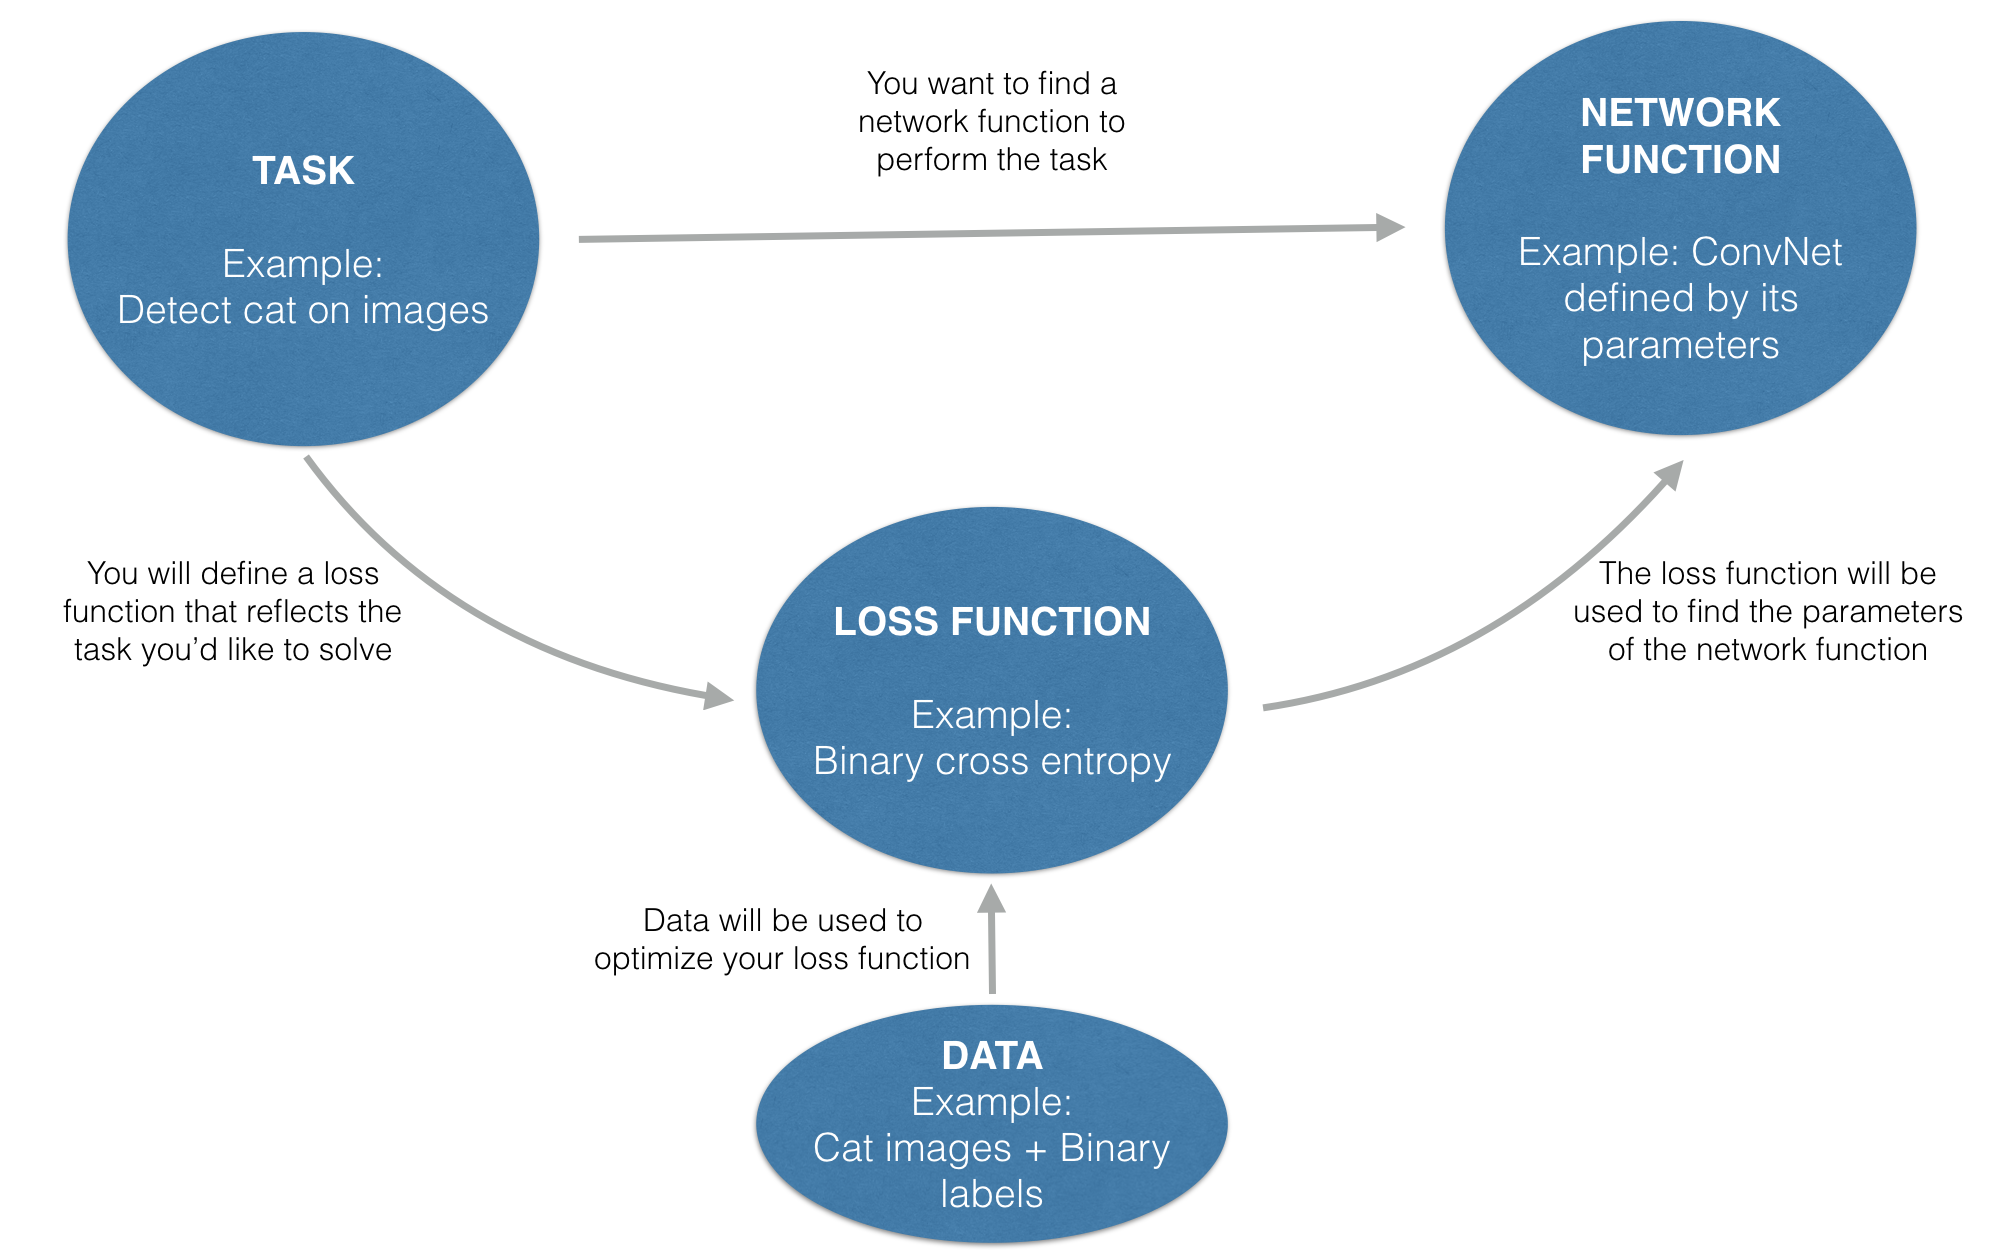 TASK
Example:
Detect cat on images
You want to find a
network function to
perform the task
NETWORK
FUNCTION
Example: ConvNet
defined by its
parameters
You will define a loss
function that reflects the
task you’d like to solve
LOSS FUNCTION
Example:
Binary cross entropy
The loss function will be
used to find the parameters
of the network function
Data will be used to
optimize your loss function
DATA
Example:
Cat images + Binary
labels